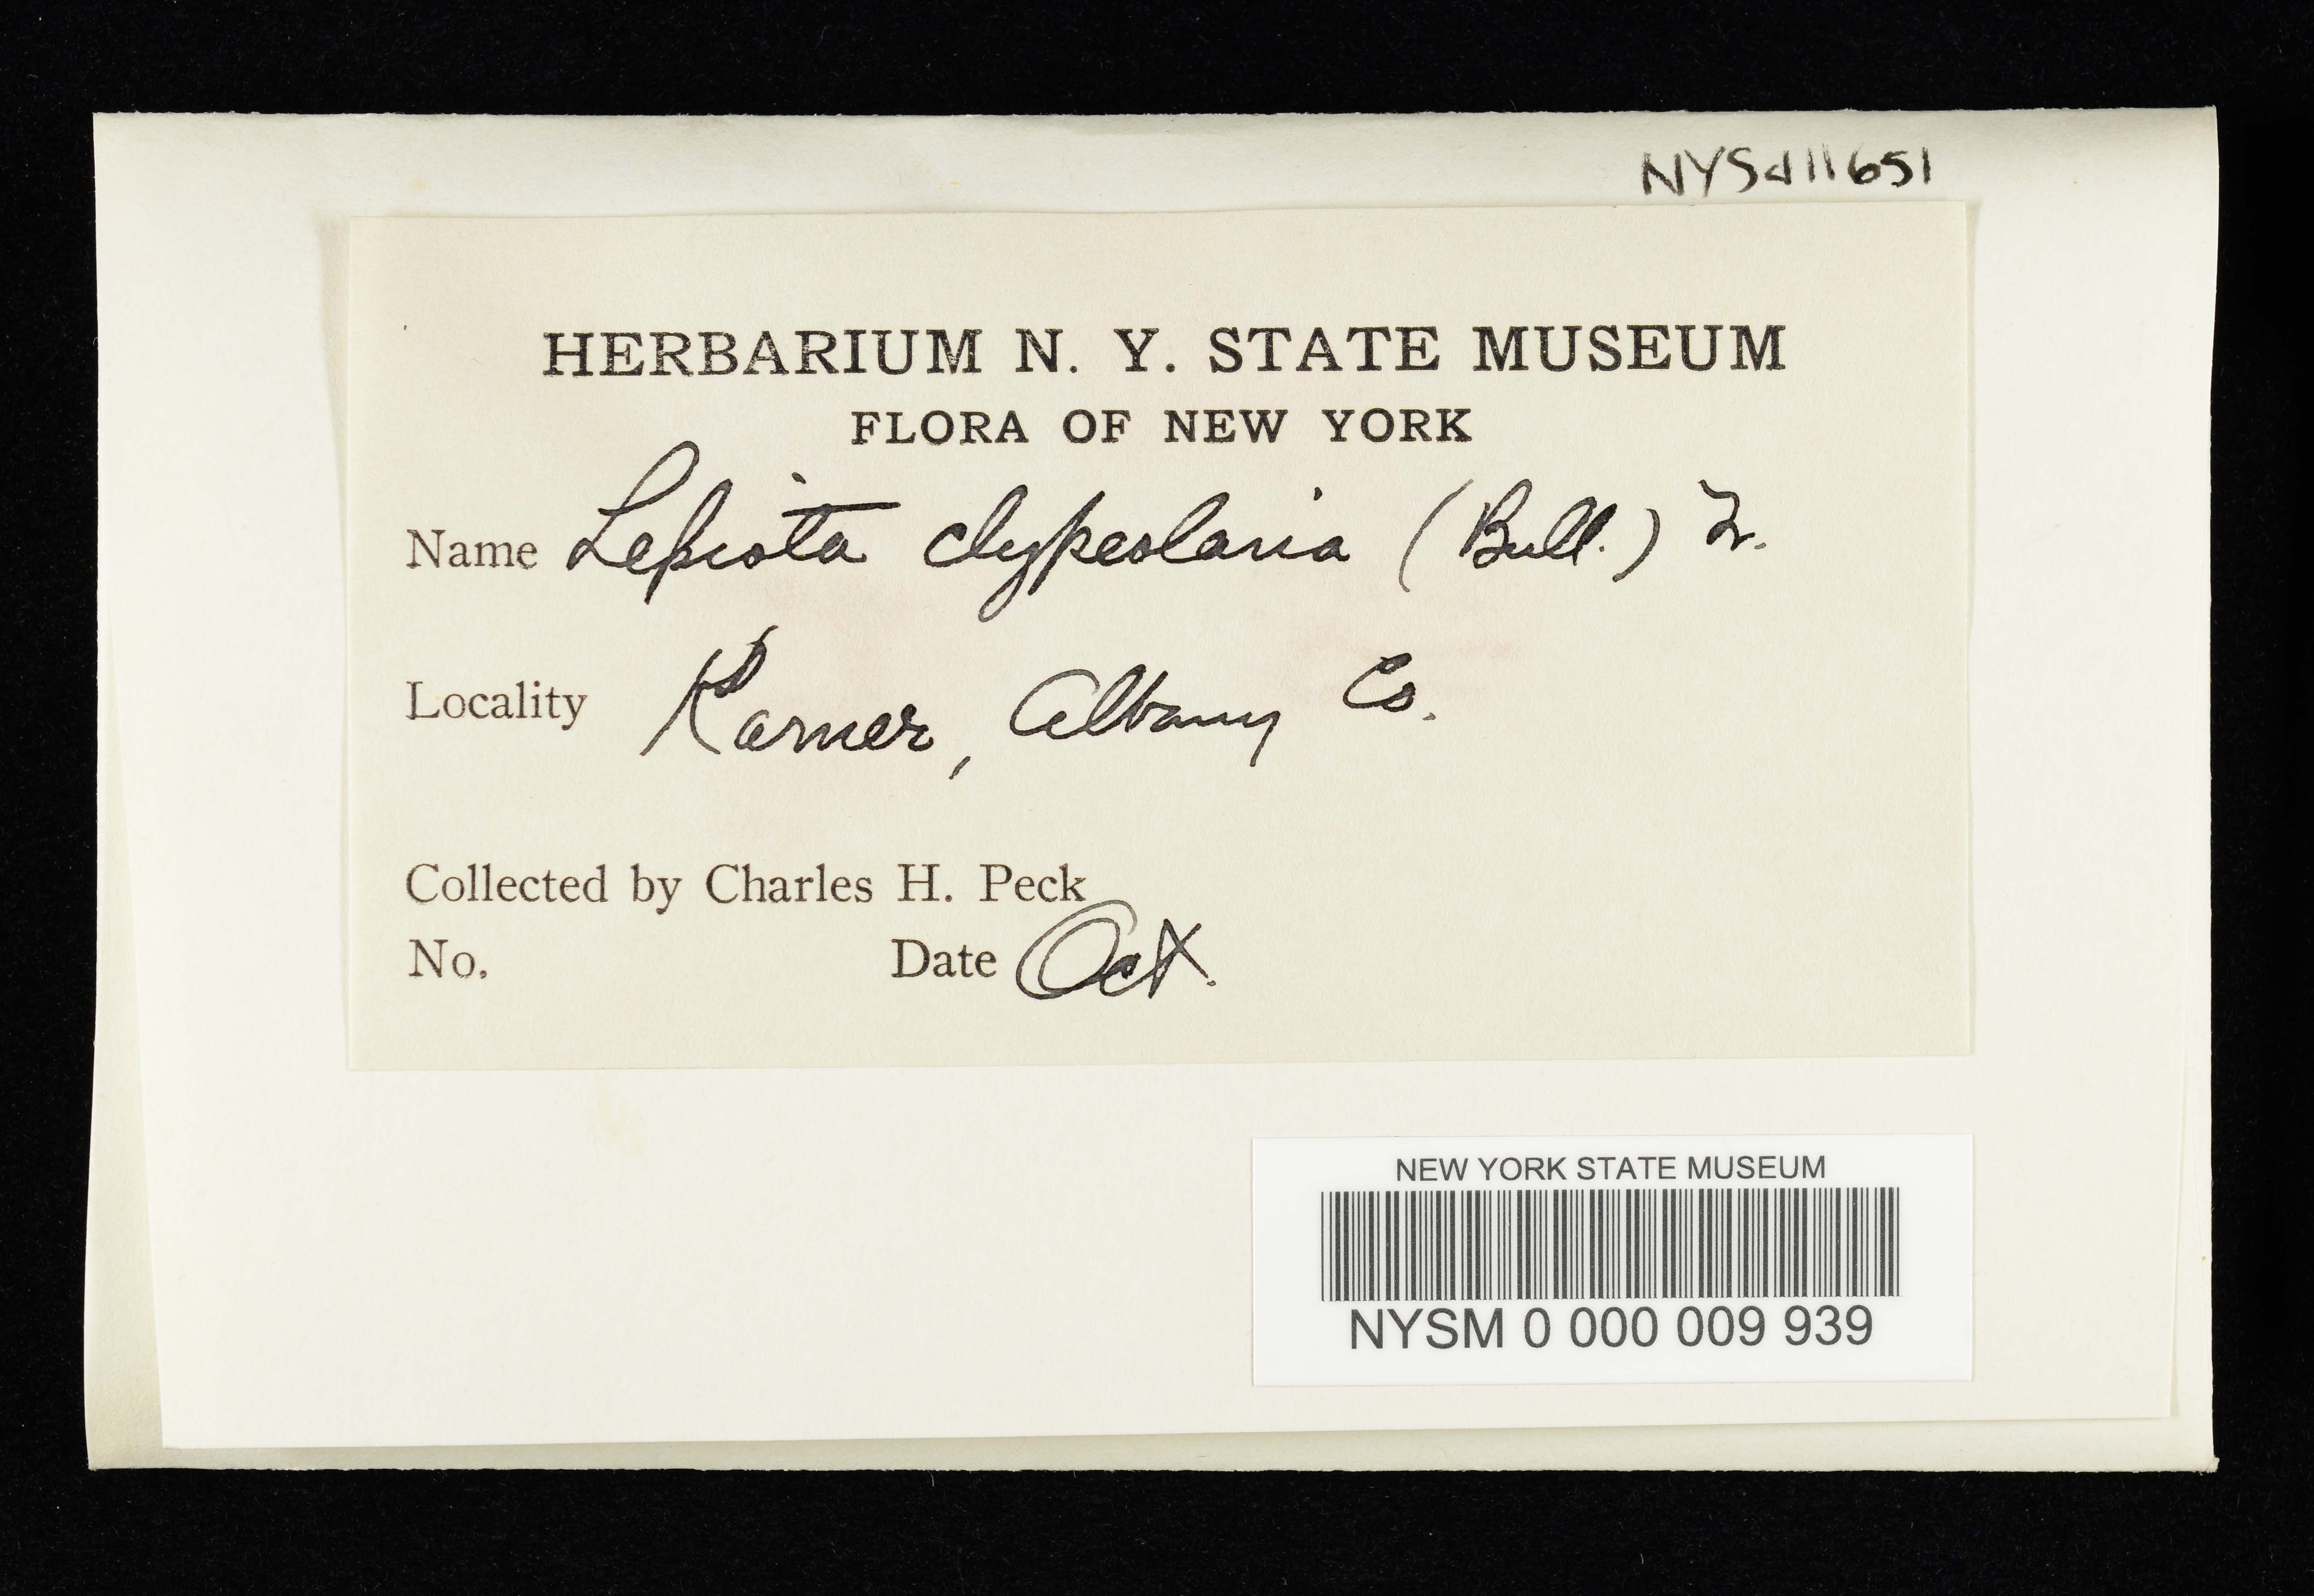 NYSd11651
HERBARIUM N. Y. STATE MUSEUM
FLORA OF NEW YORK
Name Lepiota clypeolaria (Bull.) Fr.
Locality Karner, Albany Co.
Collected by Charles H. Peck
No. Date Oct.
NEW YORK STATE MUSEUM
NYSM 0 000 009 939